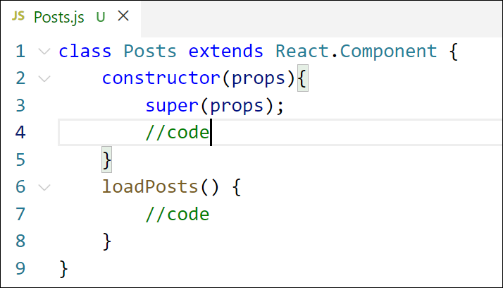 JS Posts.js U ×
1 class Posts extends React.Component {
2 constructor(props){
3 super(props);
4 //code
5 }
6 loadPosts() {
7 //code
8 }
9 }